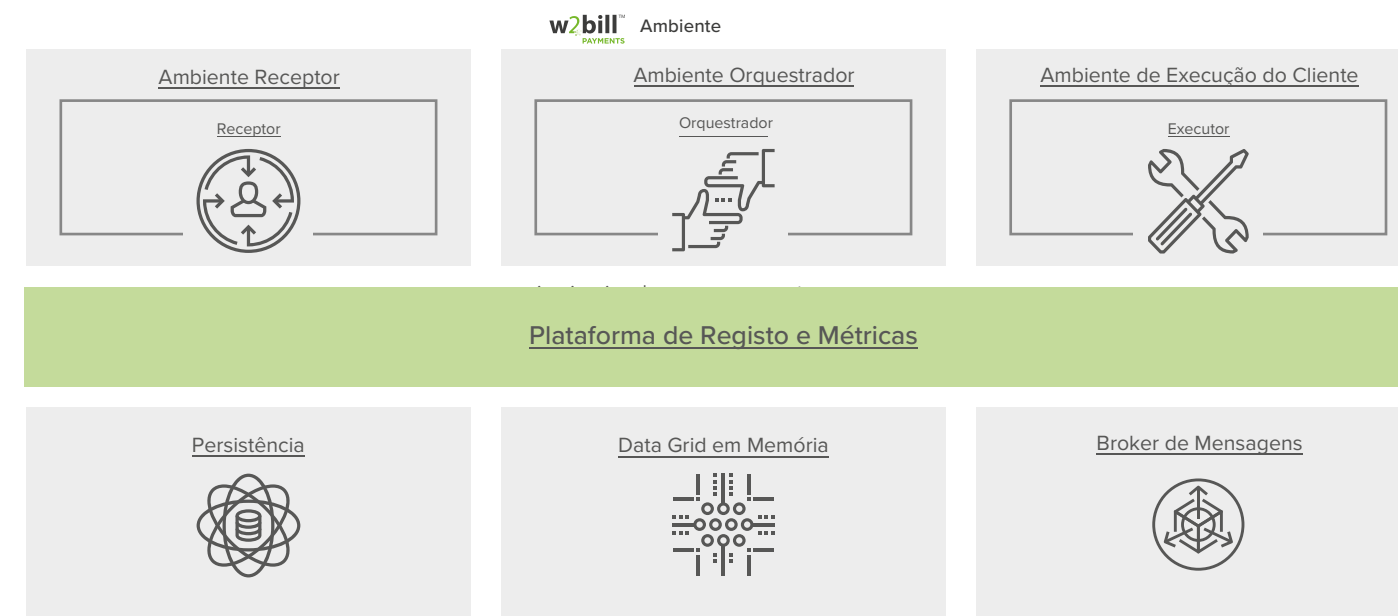 w2bill™ Ambiente
PAYMENTS
Ambiente Receptor
Ambiente Orquestrador
Ambiente de Execução do Cliente
Receptor
Orquestrador
Executor
Plataforma de Registo e Métricas
Persistência
Data Grid em Memória
Broker de Mensagens